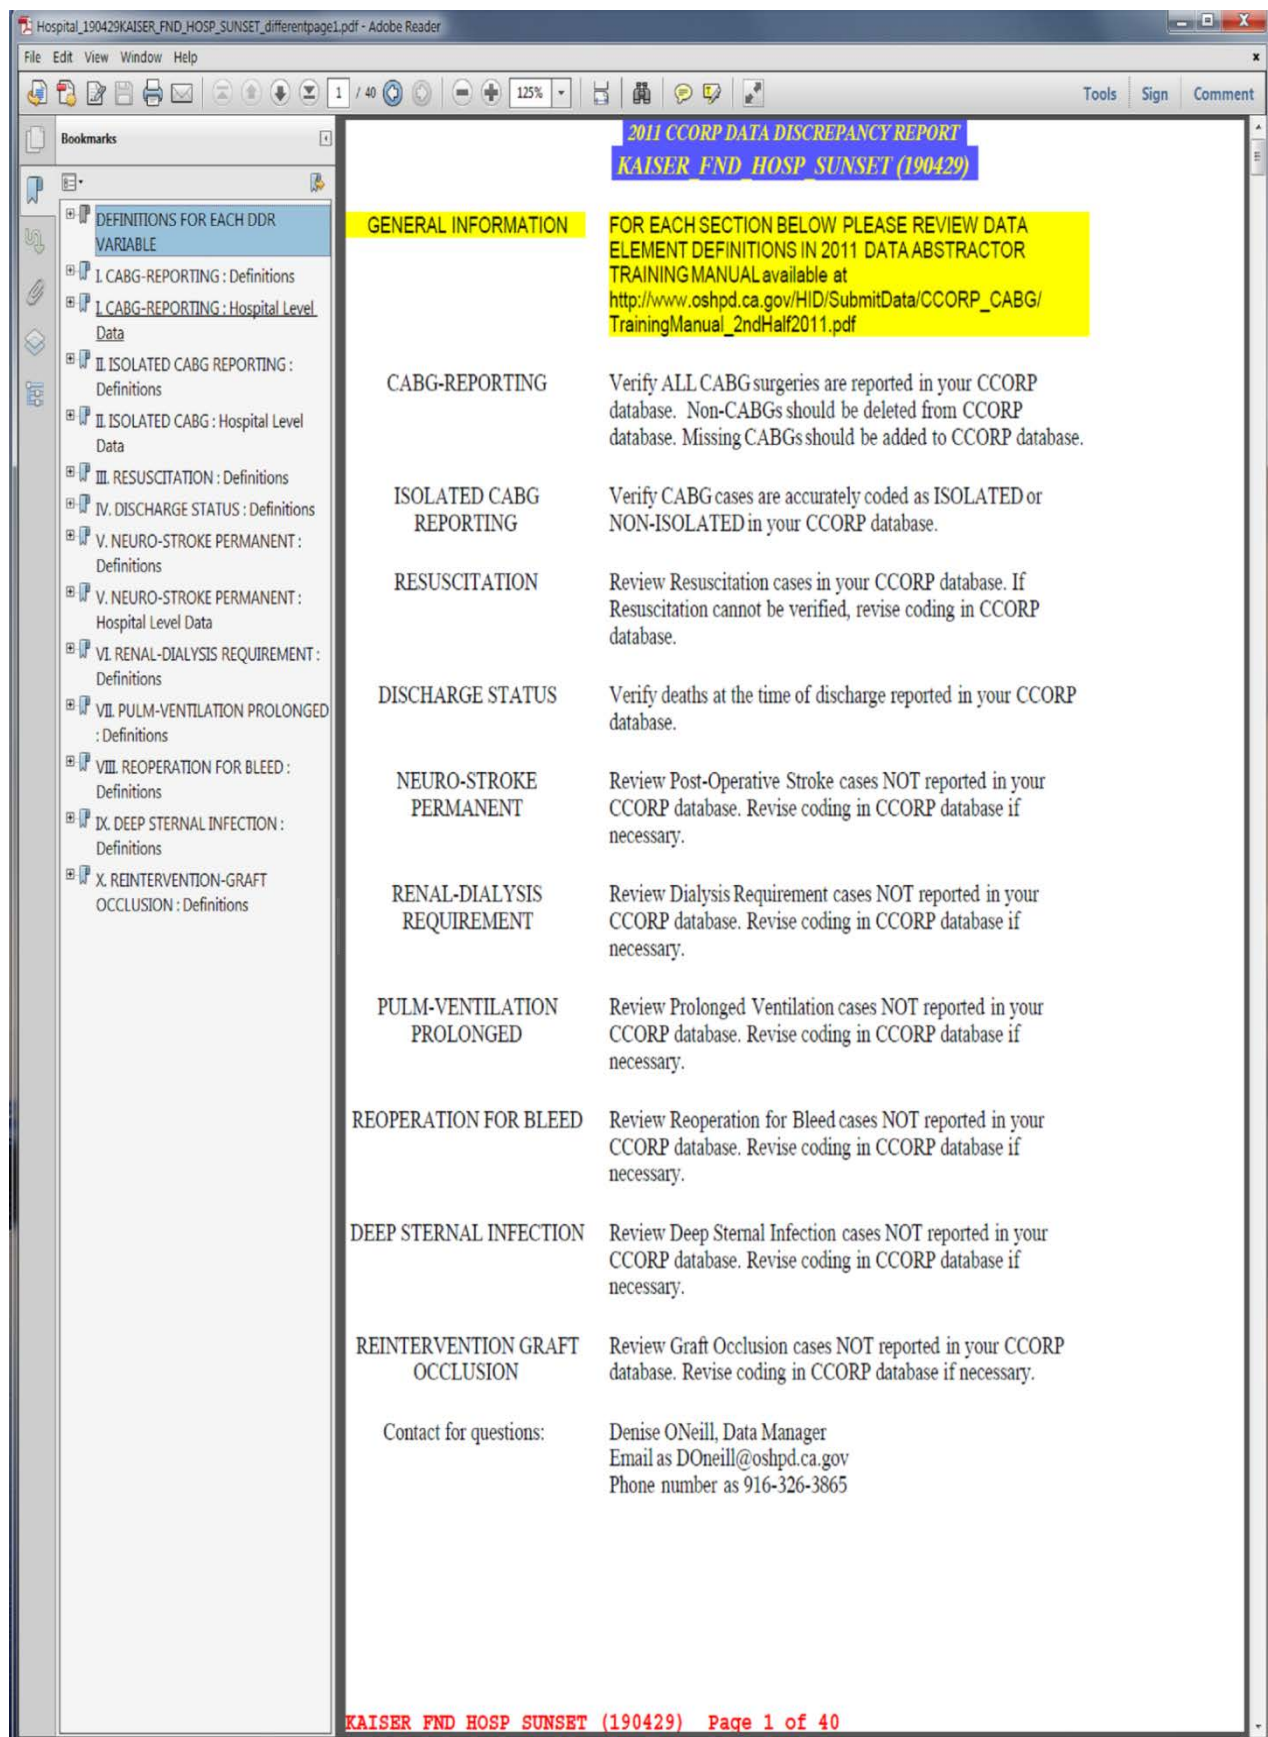 Hospital_190429KAISER_FND_HOSP_SUNSET_differentpage1.pdf - Adobe Reader
File Edit View Window Help
1 / 40 125% Tools Sign Comment
Bookmarks
DEFINITIONS FOR EACH DDR
VARIABLE
I. CABG-REPORTING : Definitions
I. CABG-REPORTING : Hospital Level
Data
II. ISOLATED CABG REPORTING :
Definitions
II. ISOLATED CABG : Hospital Level
Data
III. RESUSCITATION : Definitions
IV. DISCHARGE STATUS : Definitions
V. NEURO-STROKE PERMANENT :
Definitions
V. NEURO-STROKE PERMANENT :
Hospital Level Data
VI. RENAL-DIALYSIS REQUIREMENT :
Definitions
VII. PULM-VENTILATION PROLONGED
: Definitions
VIII. REOPERATION FOR BLEED :
Definitions
IX. DEEP STERNAL INFECTION :
Definitions
X. REINTERVENTION-GRAFT
OCCLUSION : Definitions
2011 CCORP DATA DISCREPANCY REPORT
KAISER_FND_HOSP_SUNSET (190429)
GENERAL INFORMATION
FOR EACH SECTION BELOW PLEASE REVIEW DATA
ELEMENT DEFINITIONS IN 2011 DATA ABSTRACTOR
TRAINING MANUAL available at
http://www.oshpd.ca.gov/HID/SubmitData/CCORP_CABG/
TrainingManual_2ndHalf2011.pdf
CABG-REPORTING
Verify ALL CABG surgeries are reported in your CCORP
database. Non-CABGs should be deleted from CCORP
database. Missing CABGs should be added to CCORP database.
ISOLATED CABG
REPORTING
Verify CABG cases are accurately coded as ISOLATED or
NON-ISOLATED in your CCORP database.
RESUSCITATION
Review Resuscitation cases in your CCORP database. If
Resuscitation cannot be verified, revise coding in CCORP
database.
DISCHARGE STATUS
Verify deaths at the time of discharge reported in your CCORP
database.
NEURO-STROKE
PERMANENT
Review Post-Operative Stroke cases NOT reported in your
CCORP database. Revise coding in CCORP database if
necessary.
RENAL-DIALYSIS
REQUIREMENT
Review Dialysis Requirement cases NOT reported in your
CCORP database. Revise coding in CCORP database if
necessary.
PULM-VENTILATION
PROLONGED
Review Prolonged Ventilation cases NOT reported in your
CCORP database. Revise coding in CCORP database if
necessary.
REOPERATION FOR BLEED
Review Reoperation for Bleed cases NOT reported in your
CCORP database. Revise coding in CCORP database if
necessary.
DEEP STERNAL INFECTION
Review Deep Sternal Infection cases NOT reported in your
CCORP database. Revise coding in CCORP database if
necessary.
REINTERVENTION GRAFT
OCCLUSION
Review Graft Occlusion cases NOT reported in your CCORP
database. Revise coding in CCORP database if necessary.
Contact for questions:
Denise ONeill, Data Manager
Email as DOneill@oshpd.ca.gov
Phone number as 916-326-3865
KAISER FND HOSP SUNSET (190429) Page 1 of 40